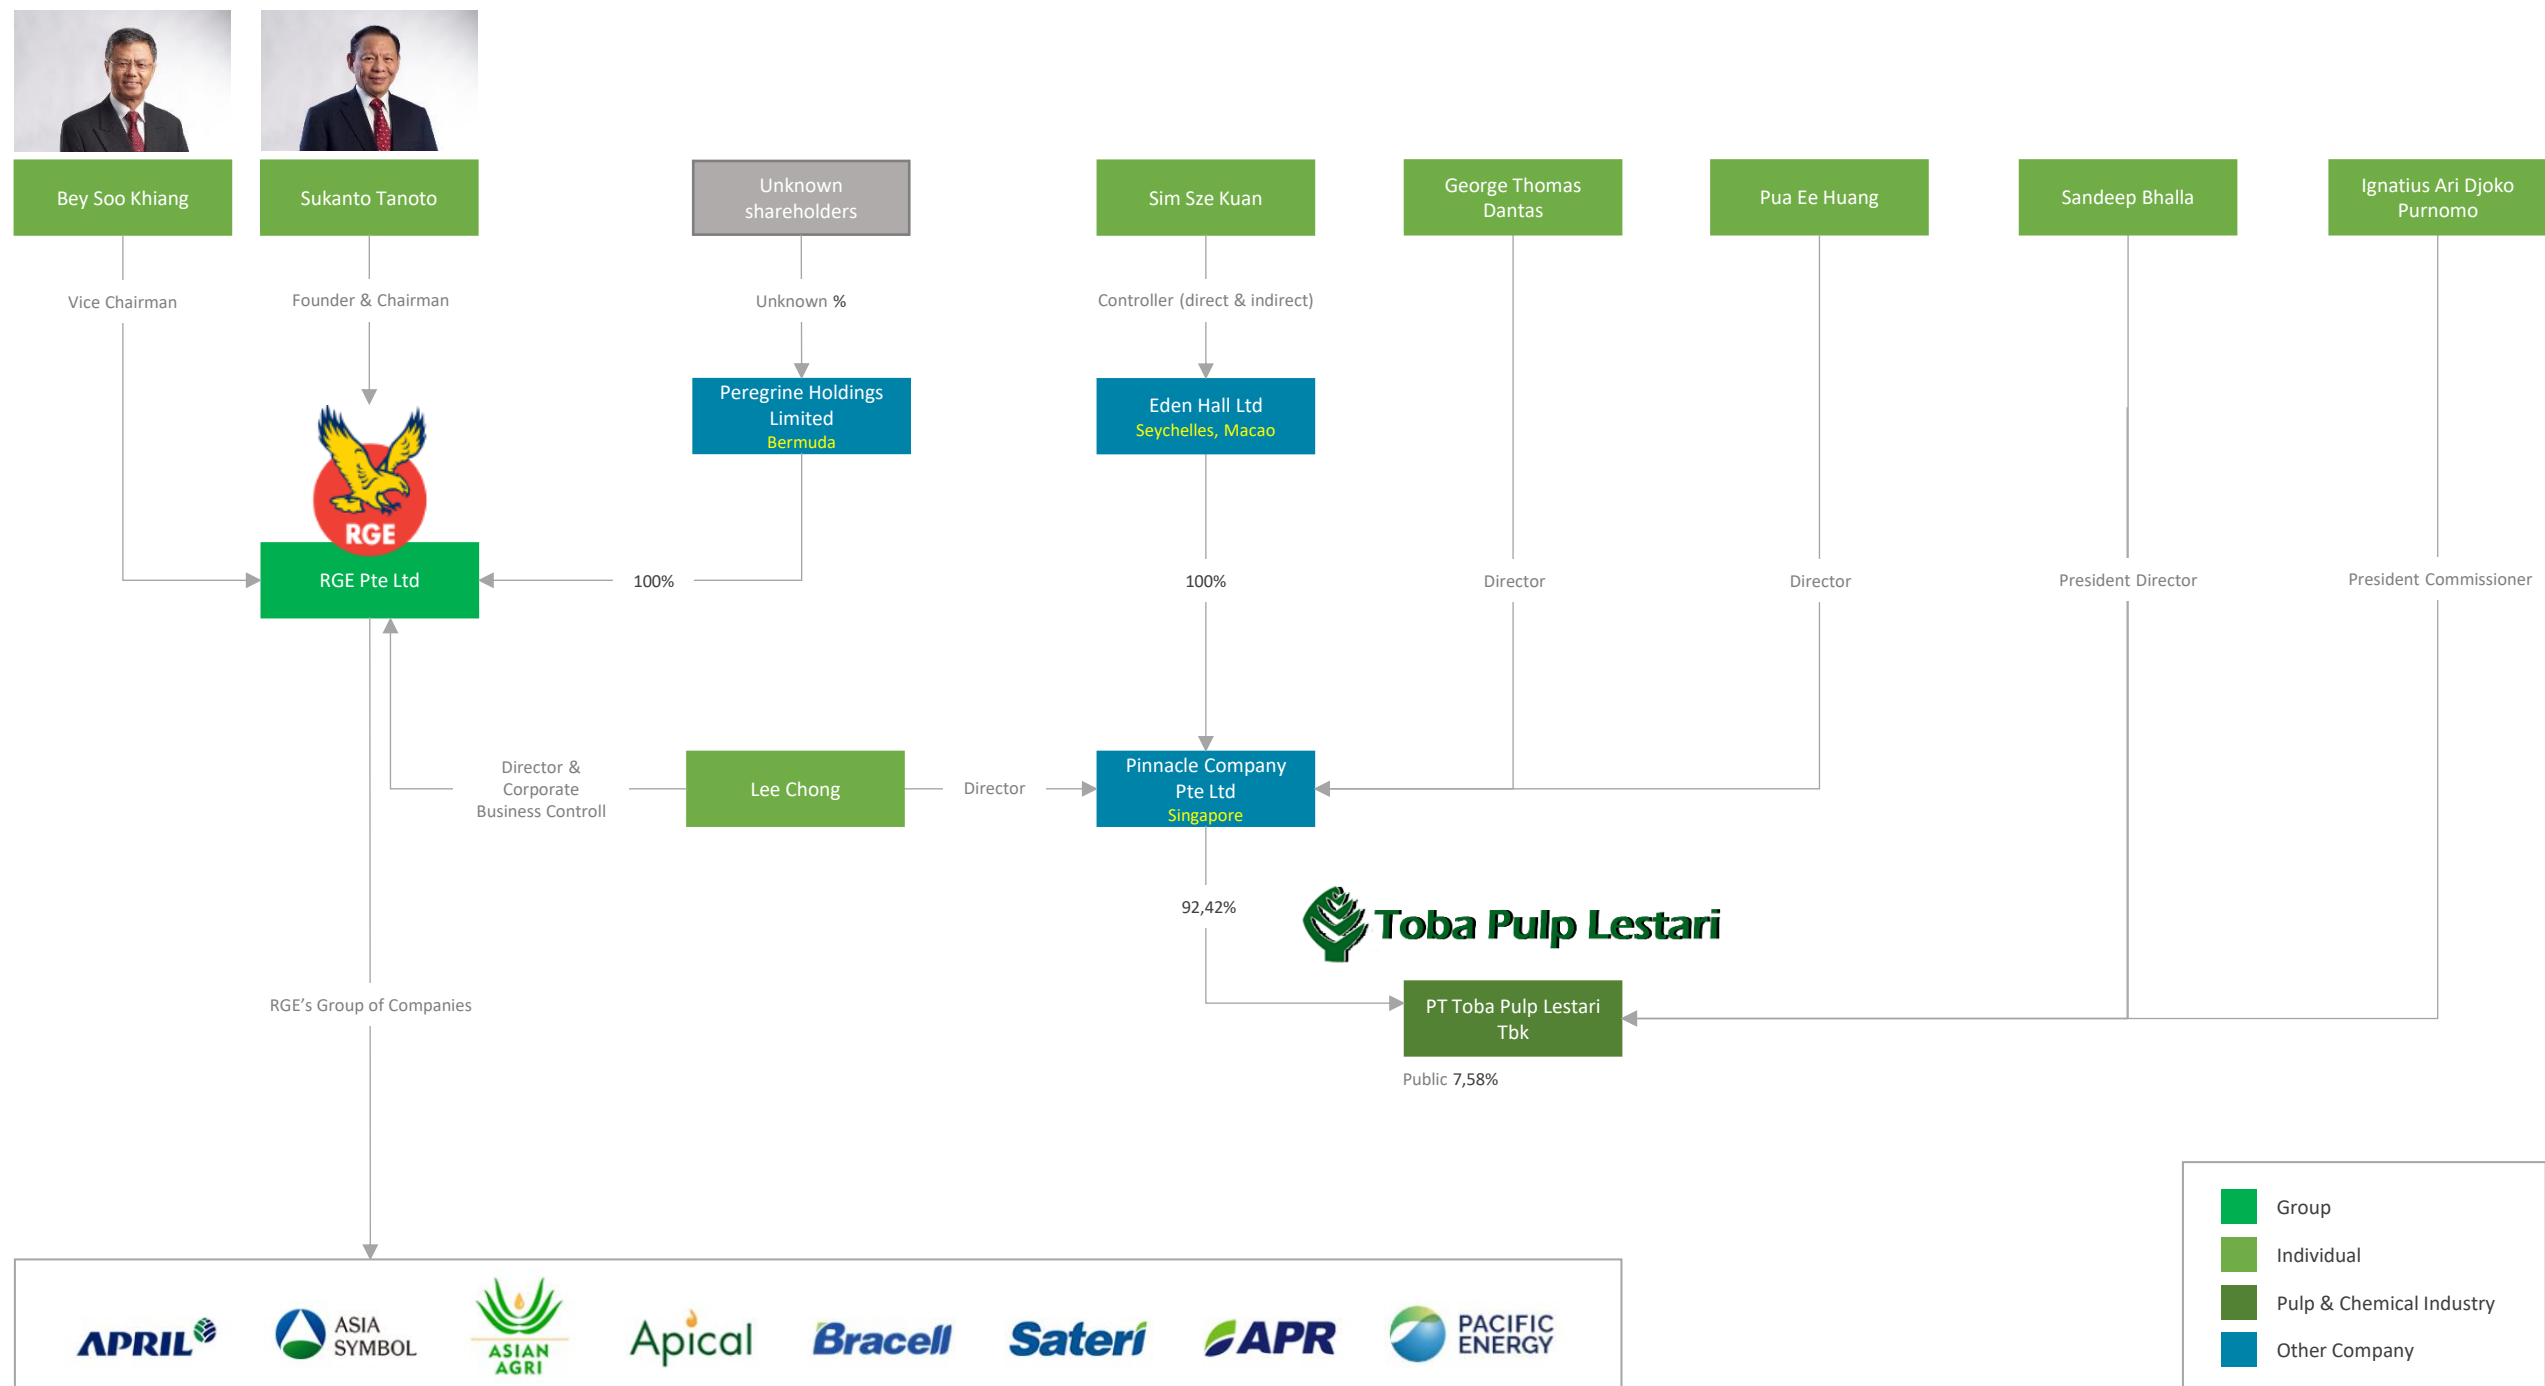 Bey Soo Khiang
Sukanto Tanoto
Unknown
shareholders
Sim Sze Kuan
George Thomas
Dantas
Pua Ee Huang
Sandeep Bhalla
Ignatius Ari Djoko
Purnomo
Vice Chairman
Founder & Chairman
Unknown %
Controller (direct & indirect)
Peregrine Holdings
Limited
Bermuda
Eden Hall Ltd
Seychelles, Macao
RGE
RGE Pte Ltd
100%
100%
Director
Director
President Director
President Commissioner
Director &
Corporate
Business Controll
Lee Chong
Director
Pinnacle Company
Pte Ltd
Singapore
92,42%
Toba Pulp Lestari
PT Toba Pulp Lestari
Tbk
Public 7,58%
RGE’s Group of Companies
Group
Individual
Pulp & Chemical Industry
Other Company
APRIL
ASIA
SYMBOL
ASIAN
AGRI
Apical
Bracell
Sateri
APR
PACIFIC
ENERGY